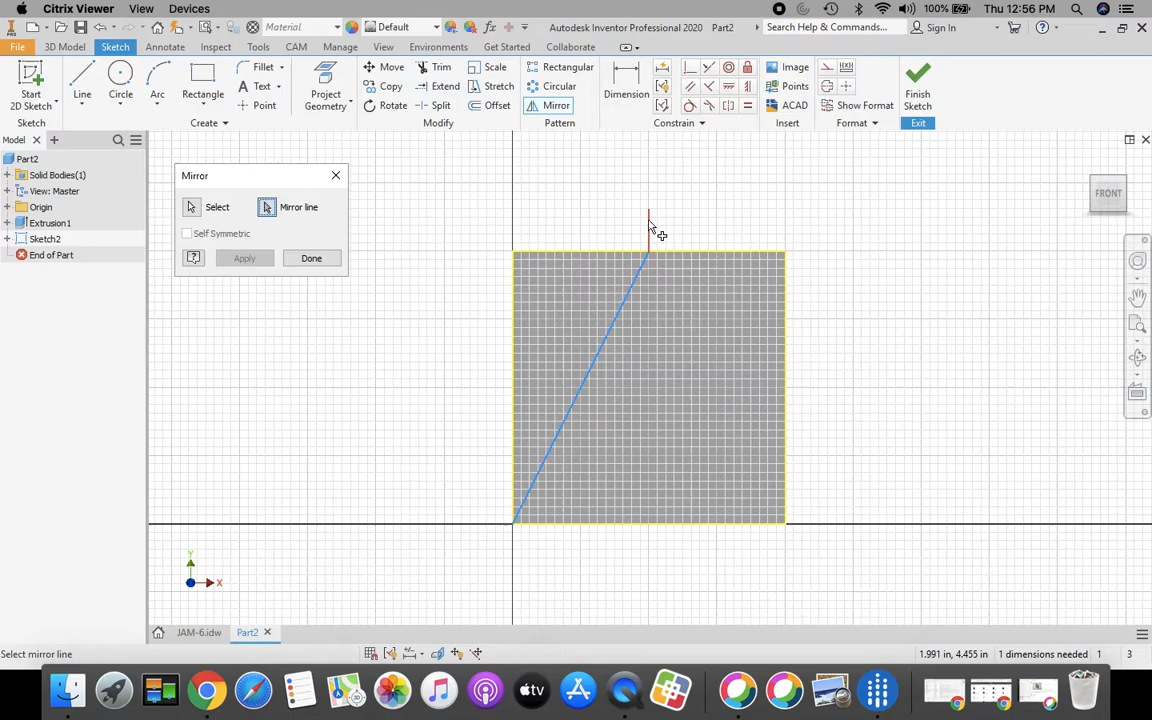 Citrix Viewer View Devices 100% Thu 12:56 PM
PRO Material Default fx Autodesk Inventor Professional 2020 Part2 Search Help & Commands... Sign In
File 3D Model Sketch Annotate Inspect Tools CAM Manage View Environments Get Started Collaborate
Start 2D Sketch Line Circle Arc Rectangle Fillet Text Point Project Geometry Move Copy Rotate Trim Extend Split Scale Stretch Offset Rectangular Circular Mirror Dimension Image Points ACAD Show Format Finish Sketch
Sketch Create Modify Pattern Constrain Insert Format Exit
Model
Part2
Solid Bodies(1)
View: Master
Origin
Extrusion1
Sketch2
End of Part
Mirror
Select Mirror line
Self Symmetric
? Apply Done
FRONT
Y
X
JAM-6.idw Part2
Select mirror line 1.991 in, 4.455 in 1 dimensions needed 1 3
tv